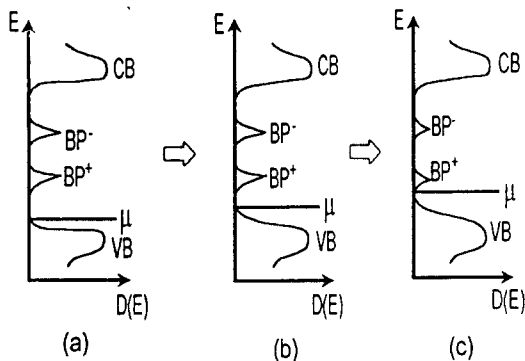 E
CB
BP⁻
BP⁺
μ
VB
D(E)
(a)
E
CB
BP⁻
BP⁺
μ
VB
D(E)
(b)
E
CB
BP⁻
BP⁺
μ
VB
D(E)
(c)